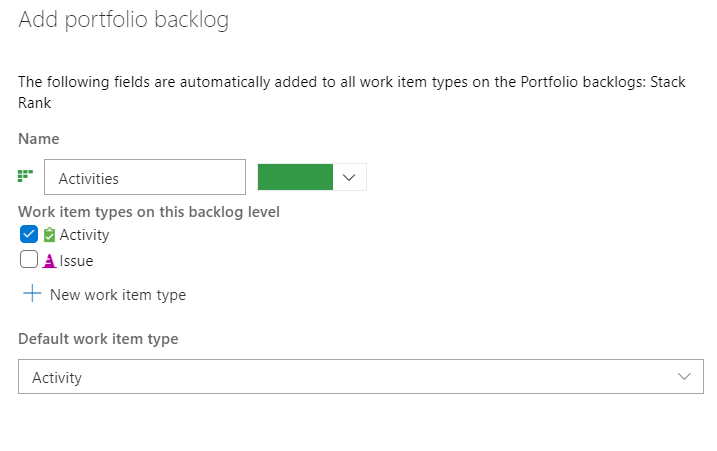 Add portfolio backlog
The following fields are automatically added to all work item types on the Portfolio backlogs: Stack
Rank
Name
Activities
Work item types on this backlog level
Activity
Issue
New work item type
Default work item type
Activity